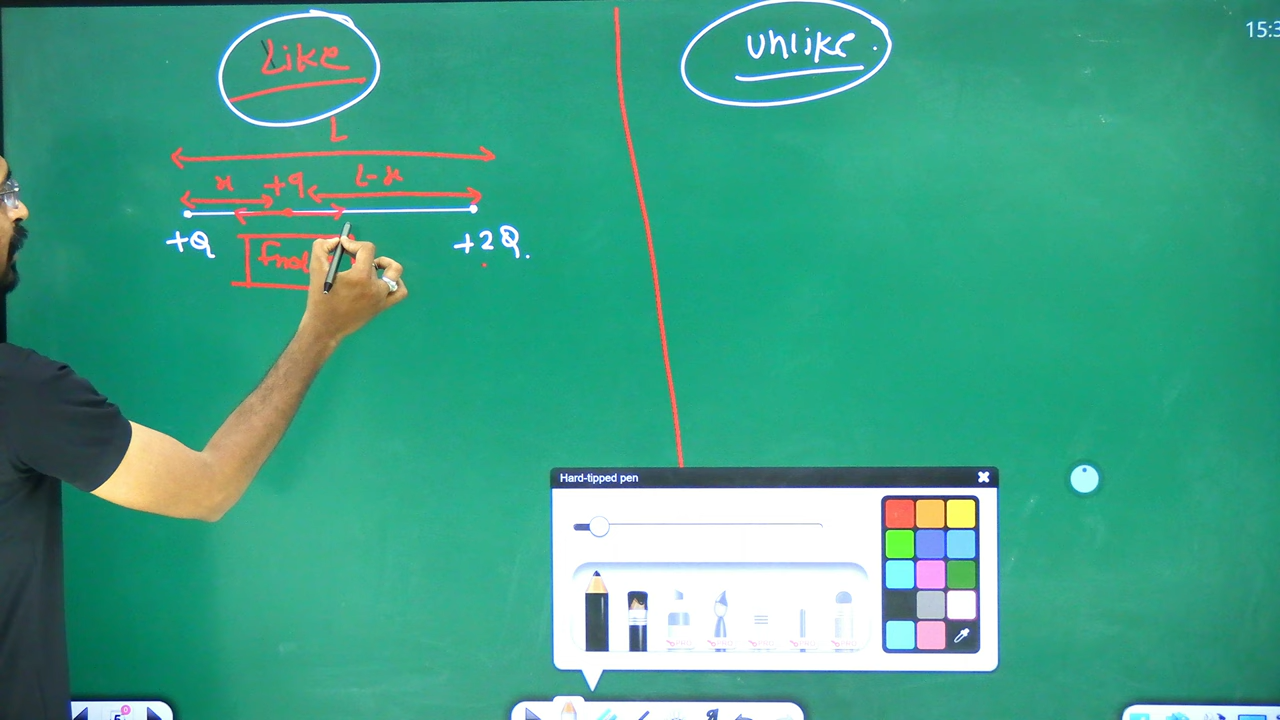 Like
unlike.
15:3
L
x +q L-x
+Q +2Q.
Hard-tipped pen